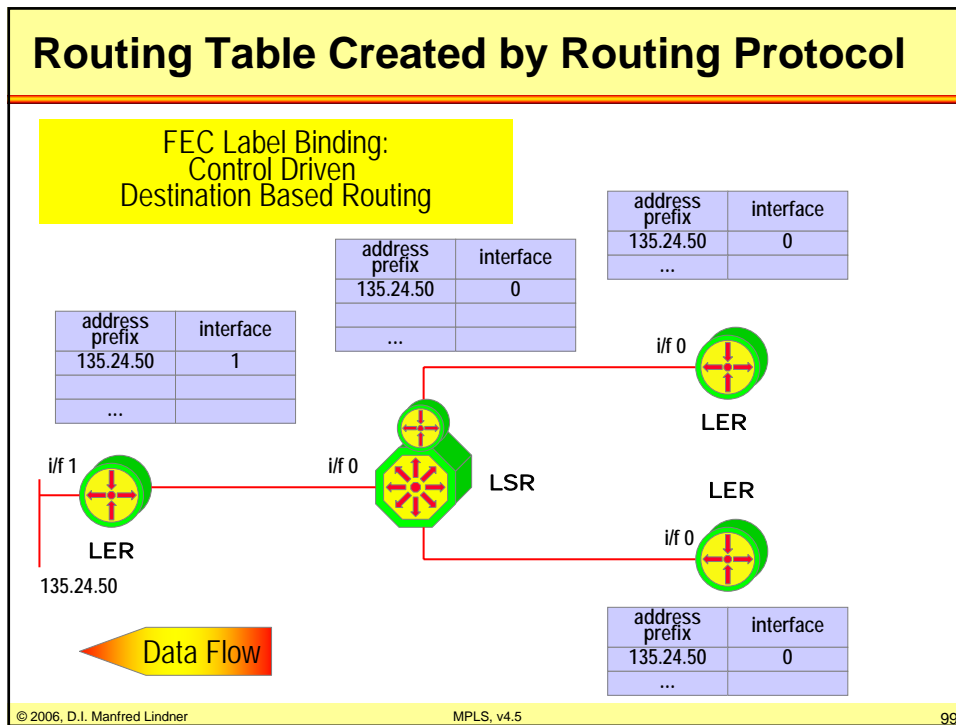 Routing Table Created by Routing Protocol
FEC Label Binding:
Control Driven
Destination Based Routing
address prefix interface
135.24.50 0
...
address prefix interface
135.24.50 0
...
address prefix interface
135.24.50 1
...
i/f 0
LER
i/f 1
i/f 0
LSR
LER
LER
i/f 0
135.24.50
Data Flow
address prefix interface
135.24.50 0
...
© 2006, D.I. Manfred Lindner
MPLS, v4.5
99